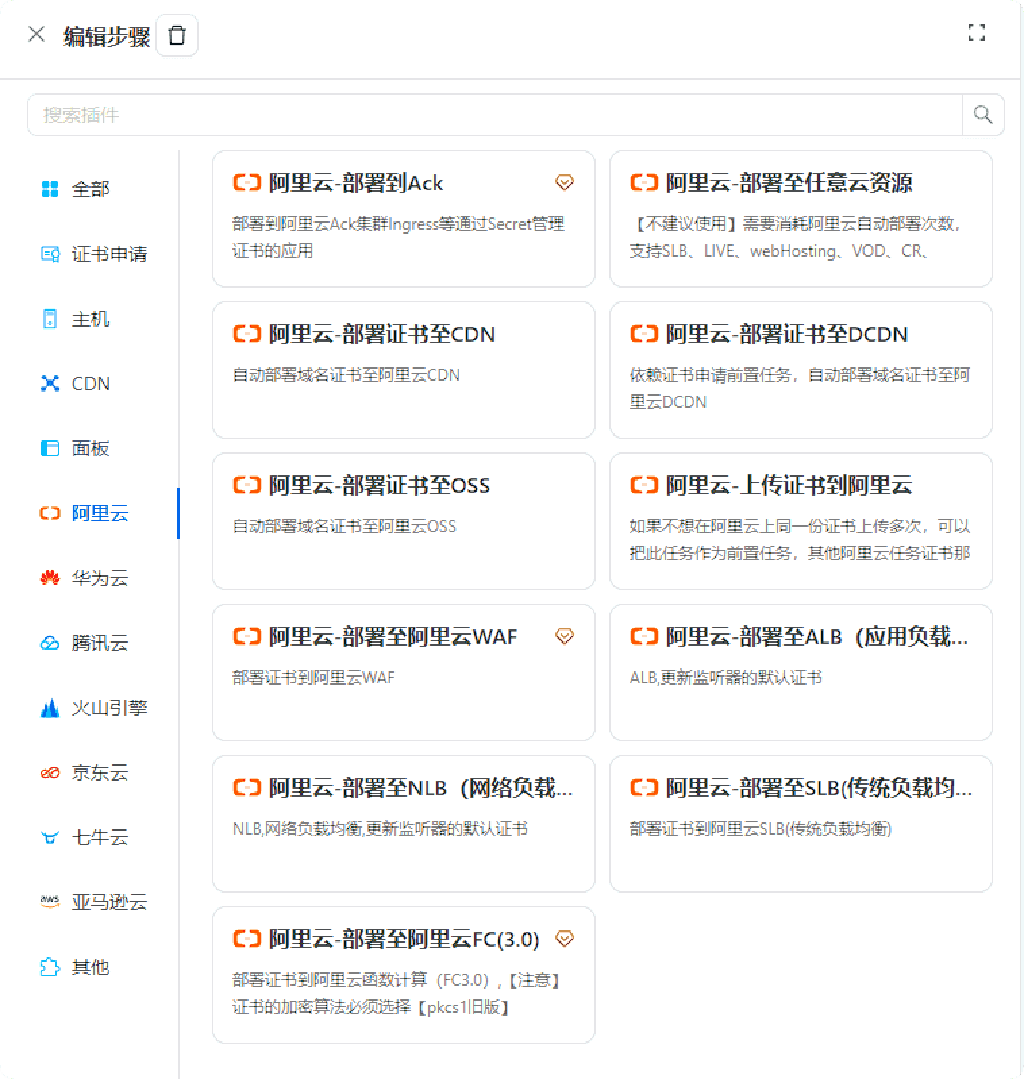 编辑步骤
搜索插件
全部
证书申请
主机
CDN
面板
阿里云
华为云
腾讯云
火山引擎
京东云
七牛云
aws 亚马逊云
其他
阿里云-部署到Ack
部署到阿里云Ack集群Ingress等通过Secret管理
证书的应用
阿里云-部署至任意云资源
【不建议使用】需要消耗阿里云自动部署次数，
支持SLB、LIVE、webHosting、VOD、CR、
阿里云-部署证书至CDN
自动部署域名证书至阿里云CDN
阿里云-部署证书至DCDN
依赖证书申请前置任务，自动部署域名证书至阿
里云DCDN
阿里云-部署证书至OSS
自动部署域名证书至阿里云OSS
阿里云-上传证书到阿里云
如果不想在阿里云上同一份证书上传多次，可以
把此任务作为前置任务，其他阿里云任务证书那
阿里云-部署至阿里云WAF
部署证书到阿里云WAF
阿里云-部署至ALB（应用负载...
ALB,更新监听器的默认证书
阿里云-部署至NLB（网络负载...
NLB,网络负载均衡,更新监听器的默认证书
阿里云-部署至SLB(传统负载均...
部署证书到阿里云SLB(传统负载均衡)
阿里云-部署至阿里云FC(3.0)
部署证书到阿里云函数计算（FC3.0）,【注意】
证书的加密算法必须选择【pkcs1旧版】